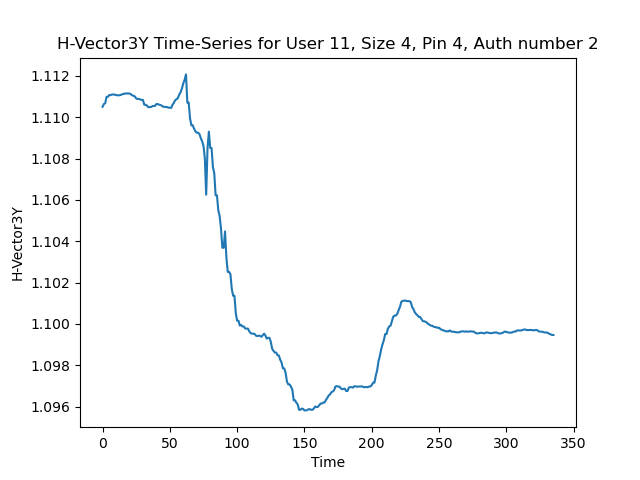 H-Vector3Y Time-Series for User 11, Size 4, Pin 4, Auth number 2
H-Vector3Y
1.112
1.110
1.108
1.106
1.104
1.102
1.100
1.098
1.096
0 50 100 150 200 250 300 350
Time